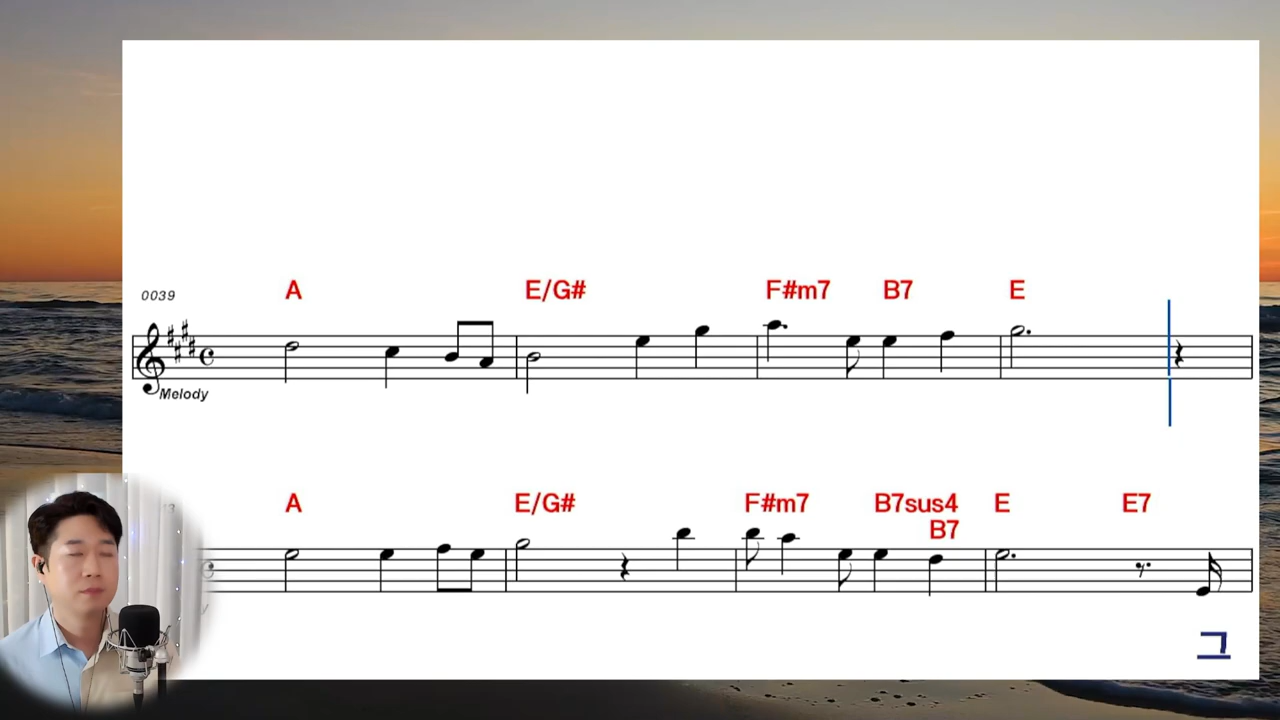 A E/G# F#m7 B7 E
0039
Melody
A E/G# F#m7 B7sus4 E E7
B7
그